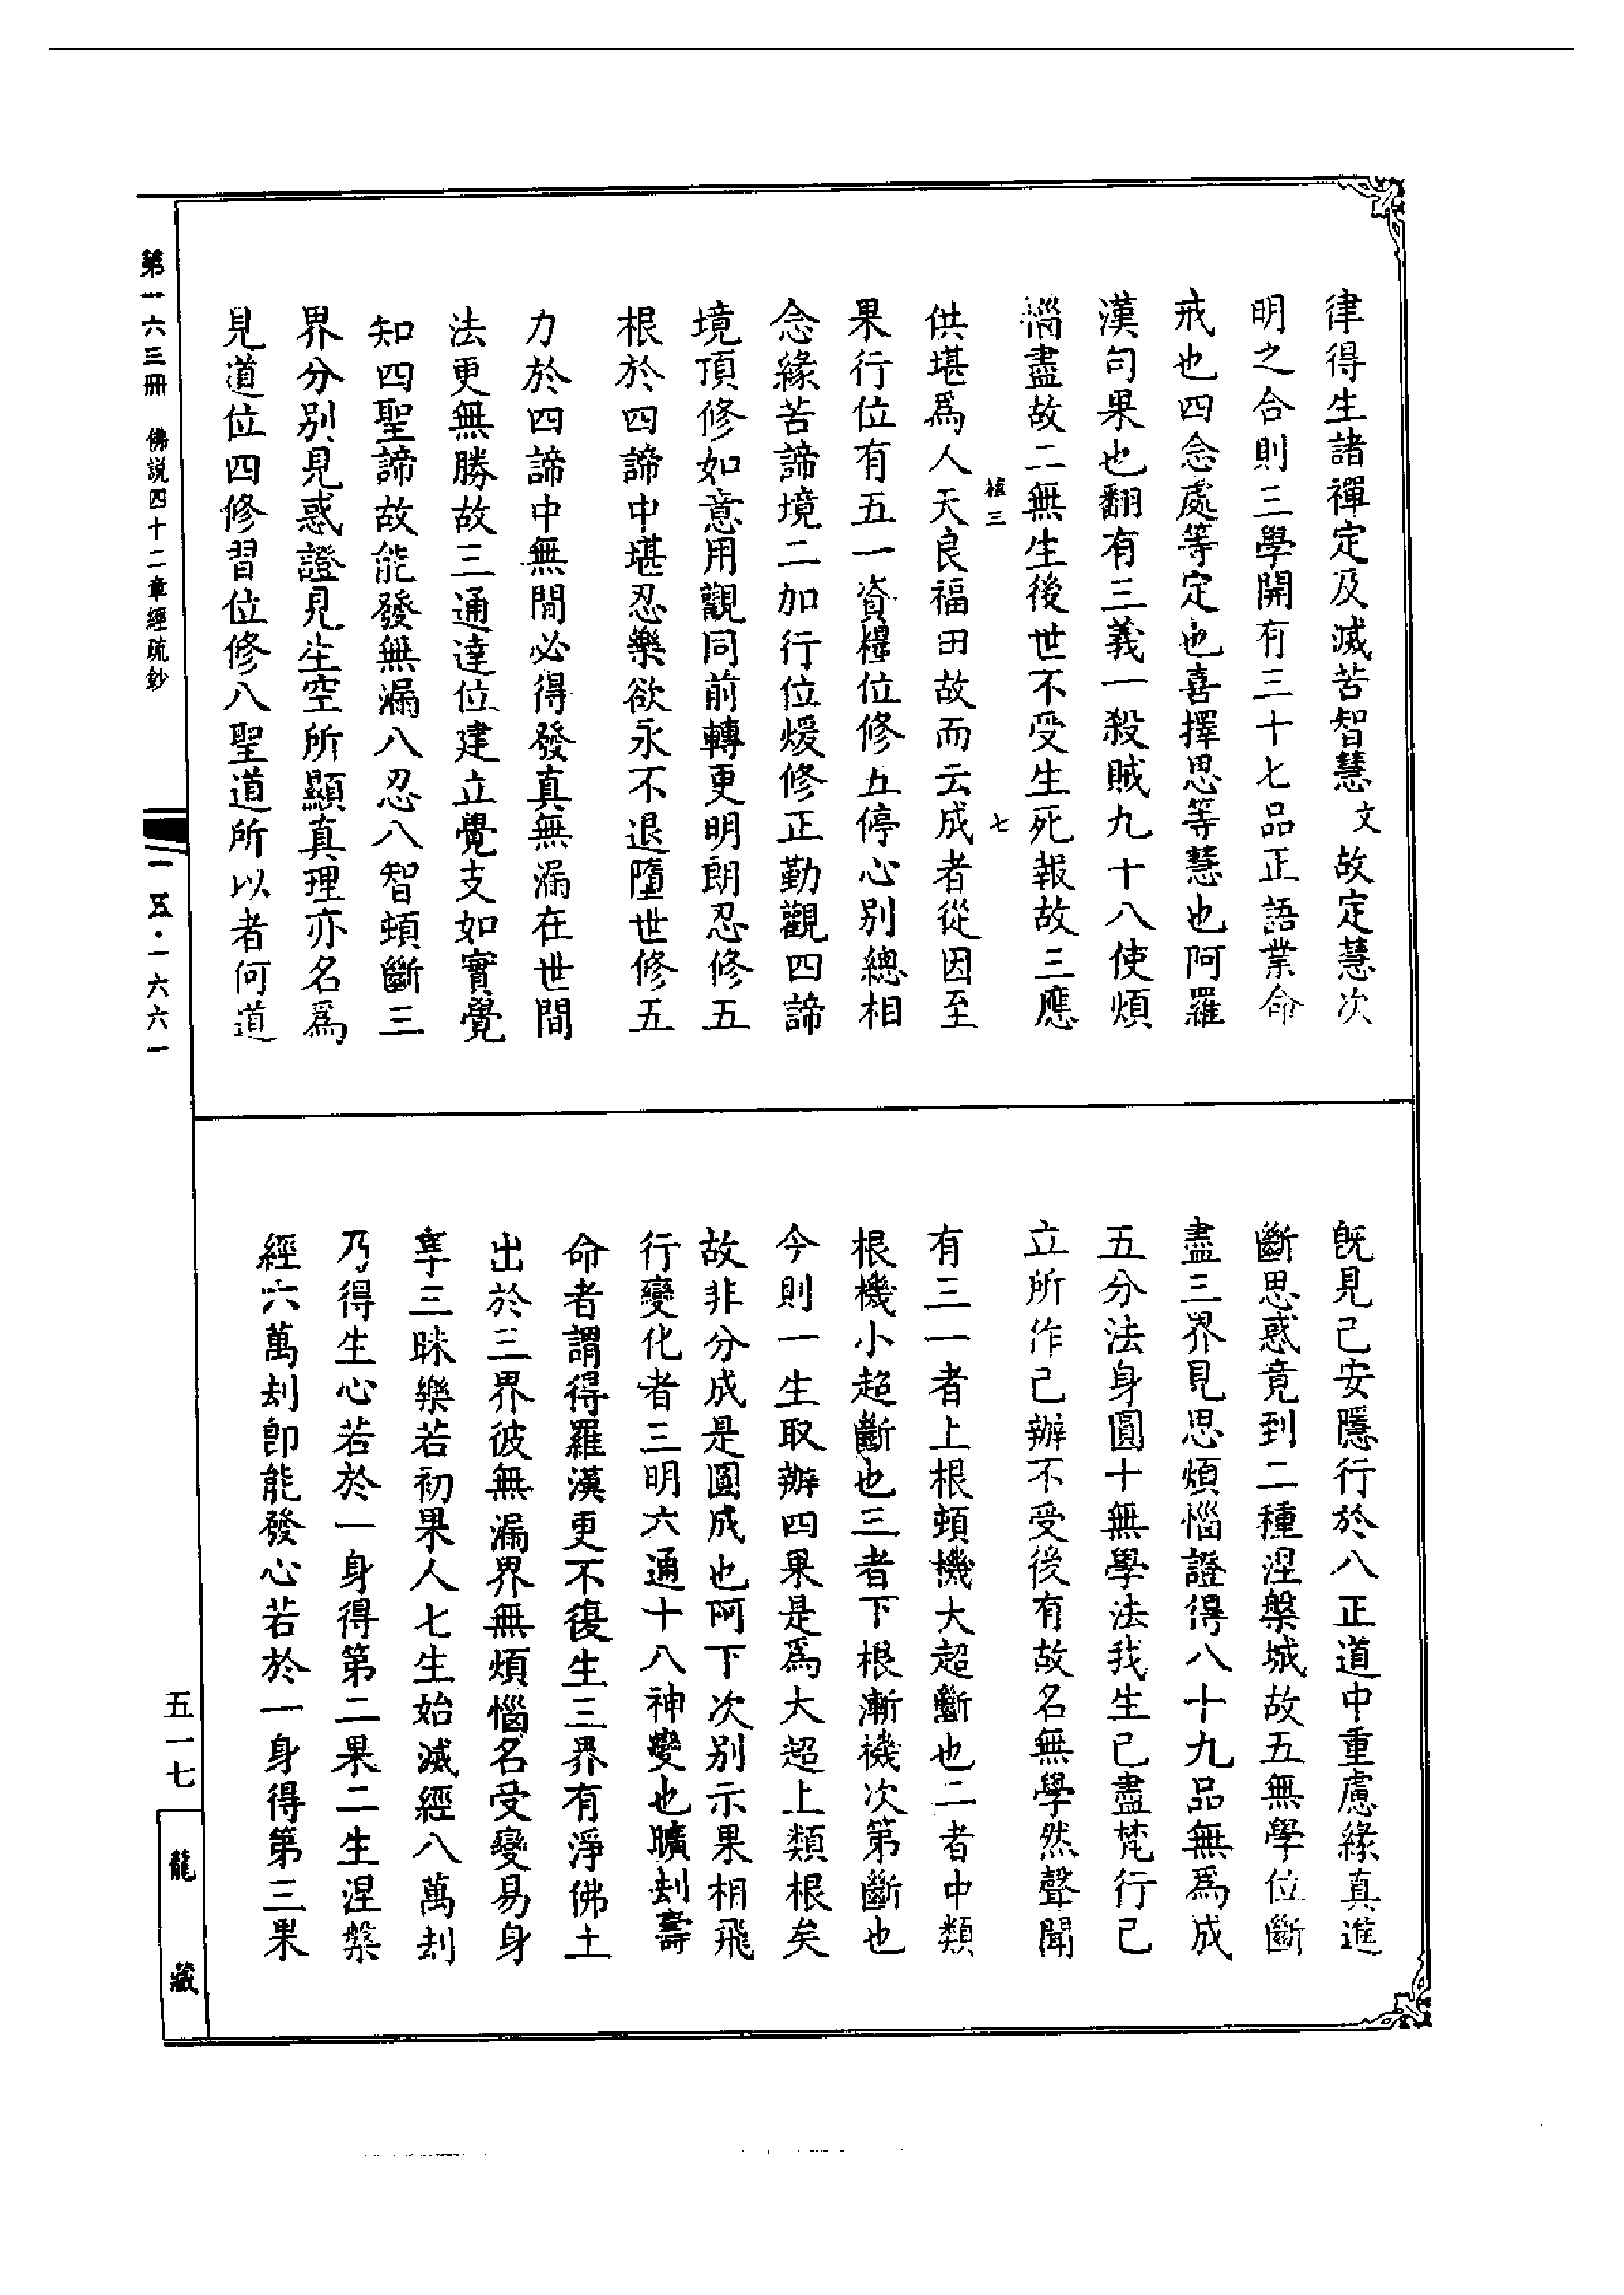 律得生諸禪定及滅苦智慧文故定慧次
明之合則三學開有三十七品正語業命
戒也四念處等定也喜擇思等慧也阿羅
漢句果也翻有三義一殺賊九十八使煩
惱盡故二無生後世不受生死報故三應
三 七
供堪爲人天良福田故而云成者從因至
果行位有五一資糧位修五停心別總相
念緣苦諦境二加行位煖修正勤觀四諦
境頂修如意用觀同前轉更明朗忍修五
根於四諦中堪忍樂欲永不退墮世修五
力於四諦中無間必得發真無漏在世間
法更無勝故三通達位建立覺支如實覺
知四聖諦故能發無漏八忍八智頓斷三
界分別見惑證見生空所顯真理亦名爲
見道位四修習位修八聖道所以者何道
既見已安隱行於八正道中重慮緣真進
斷思惑竟到二種涅槃城故五無學位斷
盡三界見思煩惱證得八十九品無爲成
五分法身圓十無學法我生已盡梵行已
立所作已辦不受後有故名無學然聲聞
有三一者上根頓機大超斷也二者中類
根機小超斷也三者下根漸機次第斷也
今則一生取辦四果是爲大超上類根矣
故非分成是圓成也阿下次別示果相飛
行變化者三明六通十八神變也曠刦壽
命者謂得羅漢更不復生三界有淨佛土
出於三界彼無漏界無煩惱名受變易身
奪三昧樂若初果人七生始滅經八萬刦
乃得生心若於一身得第二果二生涅槃
經六萬刦卽能發心若於一身得第三果
第一六三冊 佛説四十二章經疏鈔
一五·一六六一
五一七
龍藏